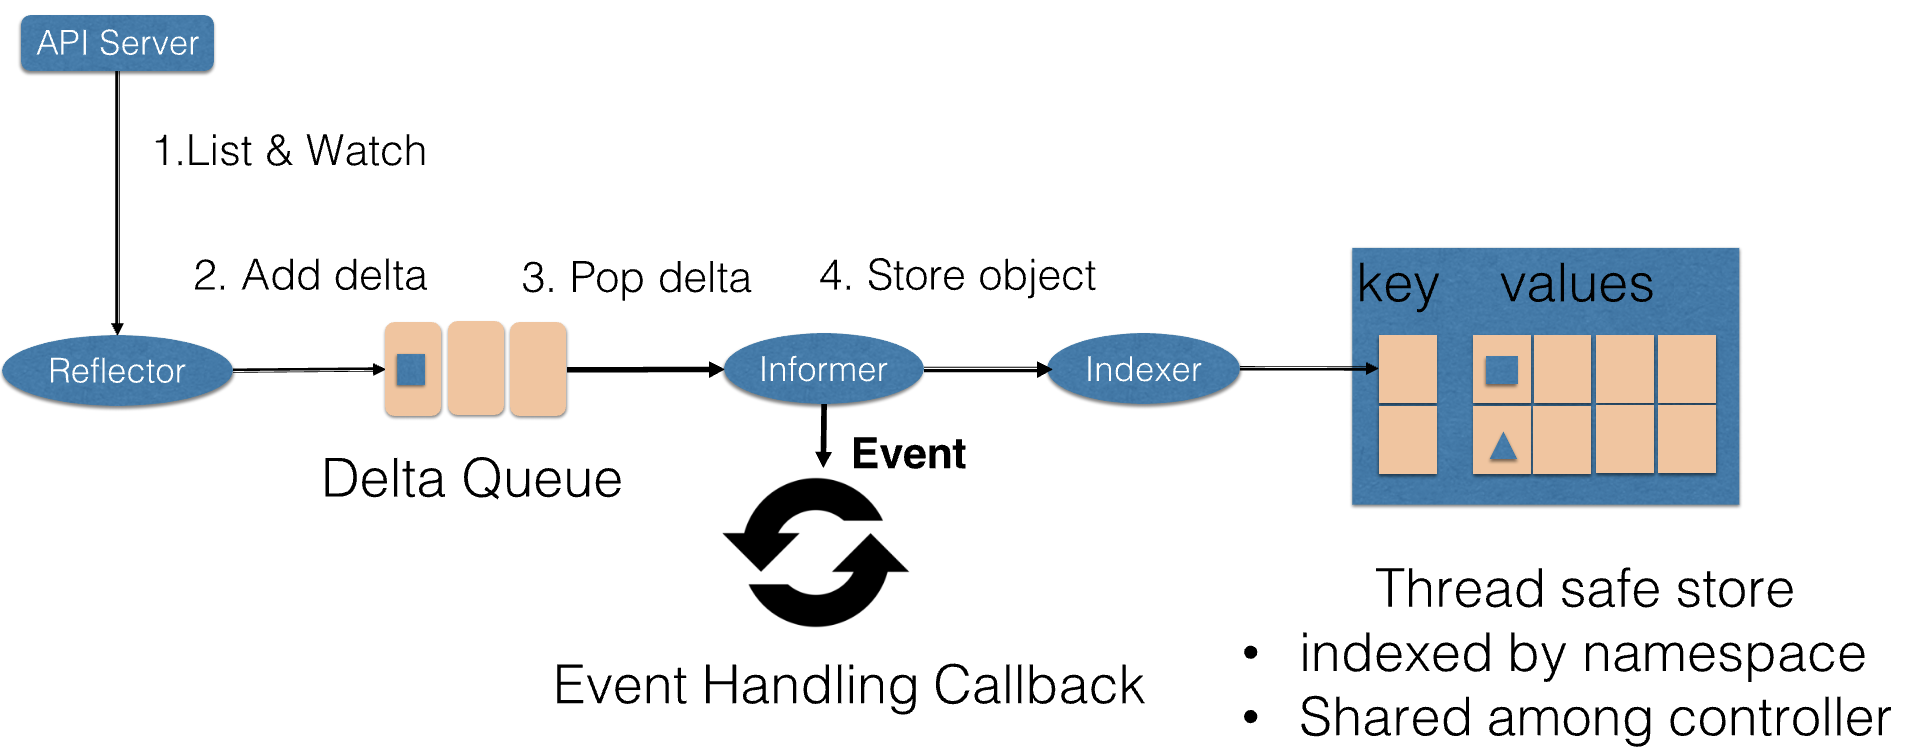 API Server
1.List & Watch
2. Add delta
3. Pop delta
4. Store object
key values
Reflector
Informer
Indexer
Delta Queue
Event
Event Handling Callback
Thread safe store
• indexed by namespace
• Shared among controller